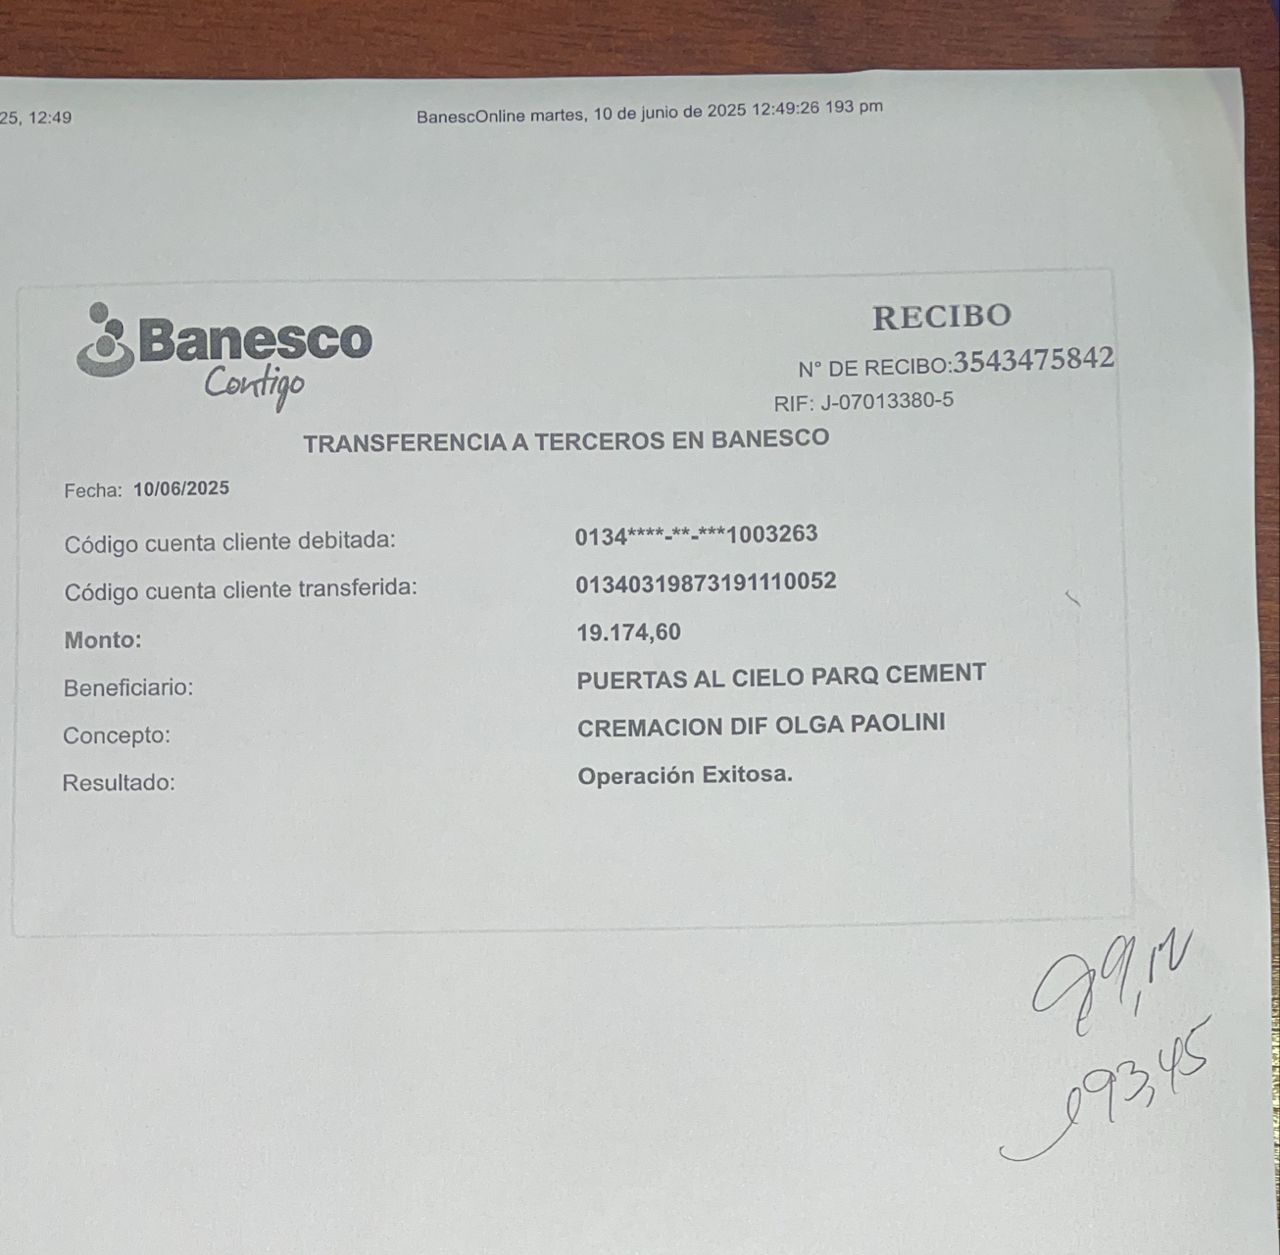 25, 12:49
BanescOnline martes, 10 de junio de 2025 12:49:26 193 pm
Banesco
Contigo
RECIBO
N° DE RECIBO:3543475842
RIF: J-07013380-5
TRANSFERENCIA A TERCEROS EN BANESCO
Fecha: 10/06/2025
Código cuenta cliente debitada: 0134****-**-***1003263
Código cuenta cliente transferida: 01340319873191110052
Monto: 19.174,60
Beneficiario: PUERTAS AL CIELO PARQ CEMENT
Concepto: CREMACION DIF OLGA PAOLINI
Resultado: Operación Exitosa.
99,12
193,45